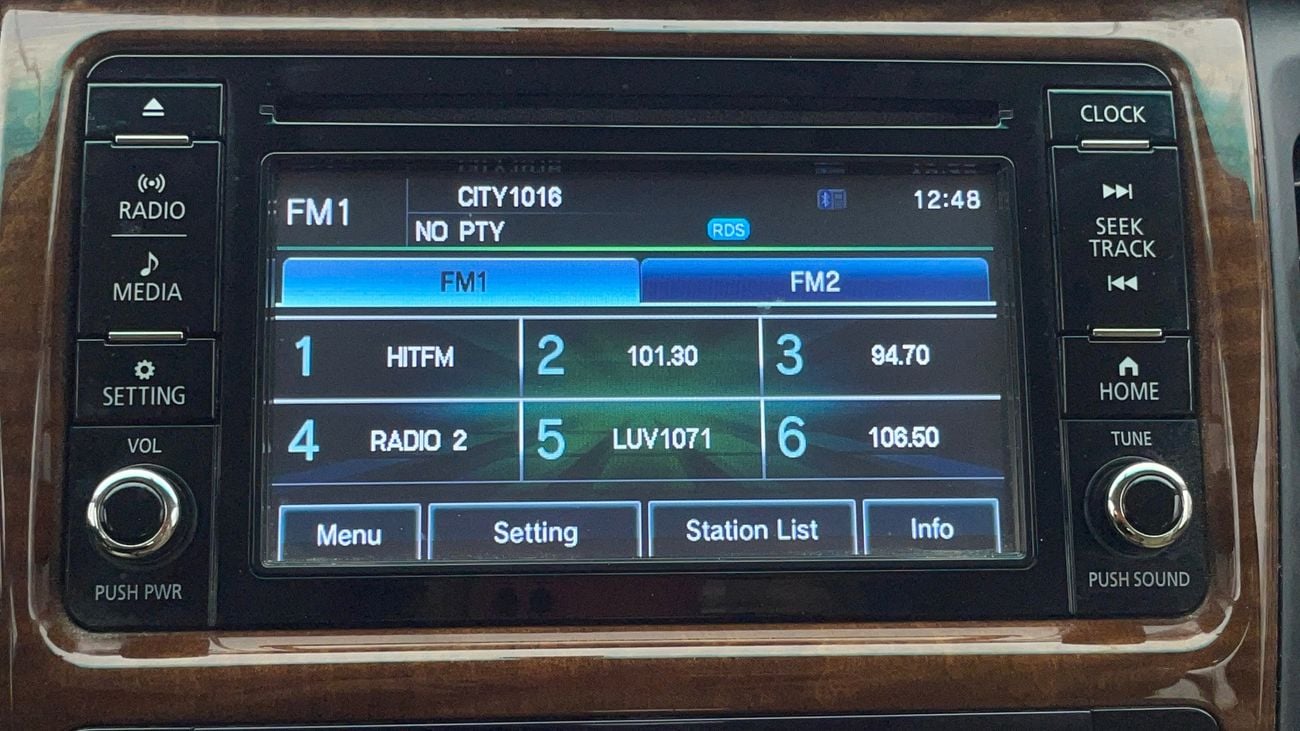 RADIO
MEDIA
SETTING
VOL
PUSH PWR
FM1
CITY1016
NO PTY
RDS
12:48
FM1
FM2
1 HITFM
2 101.30
3 94.70
4 RADIO 2
5 LUV1071
6 106.50
Menu
Setting
Station List
Info
CLOCK
SEEK
TRACK
HOME
TUNE
PUSH SOUND